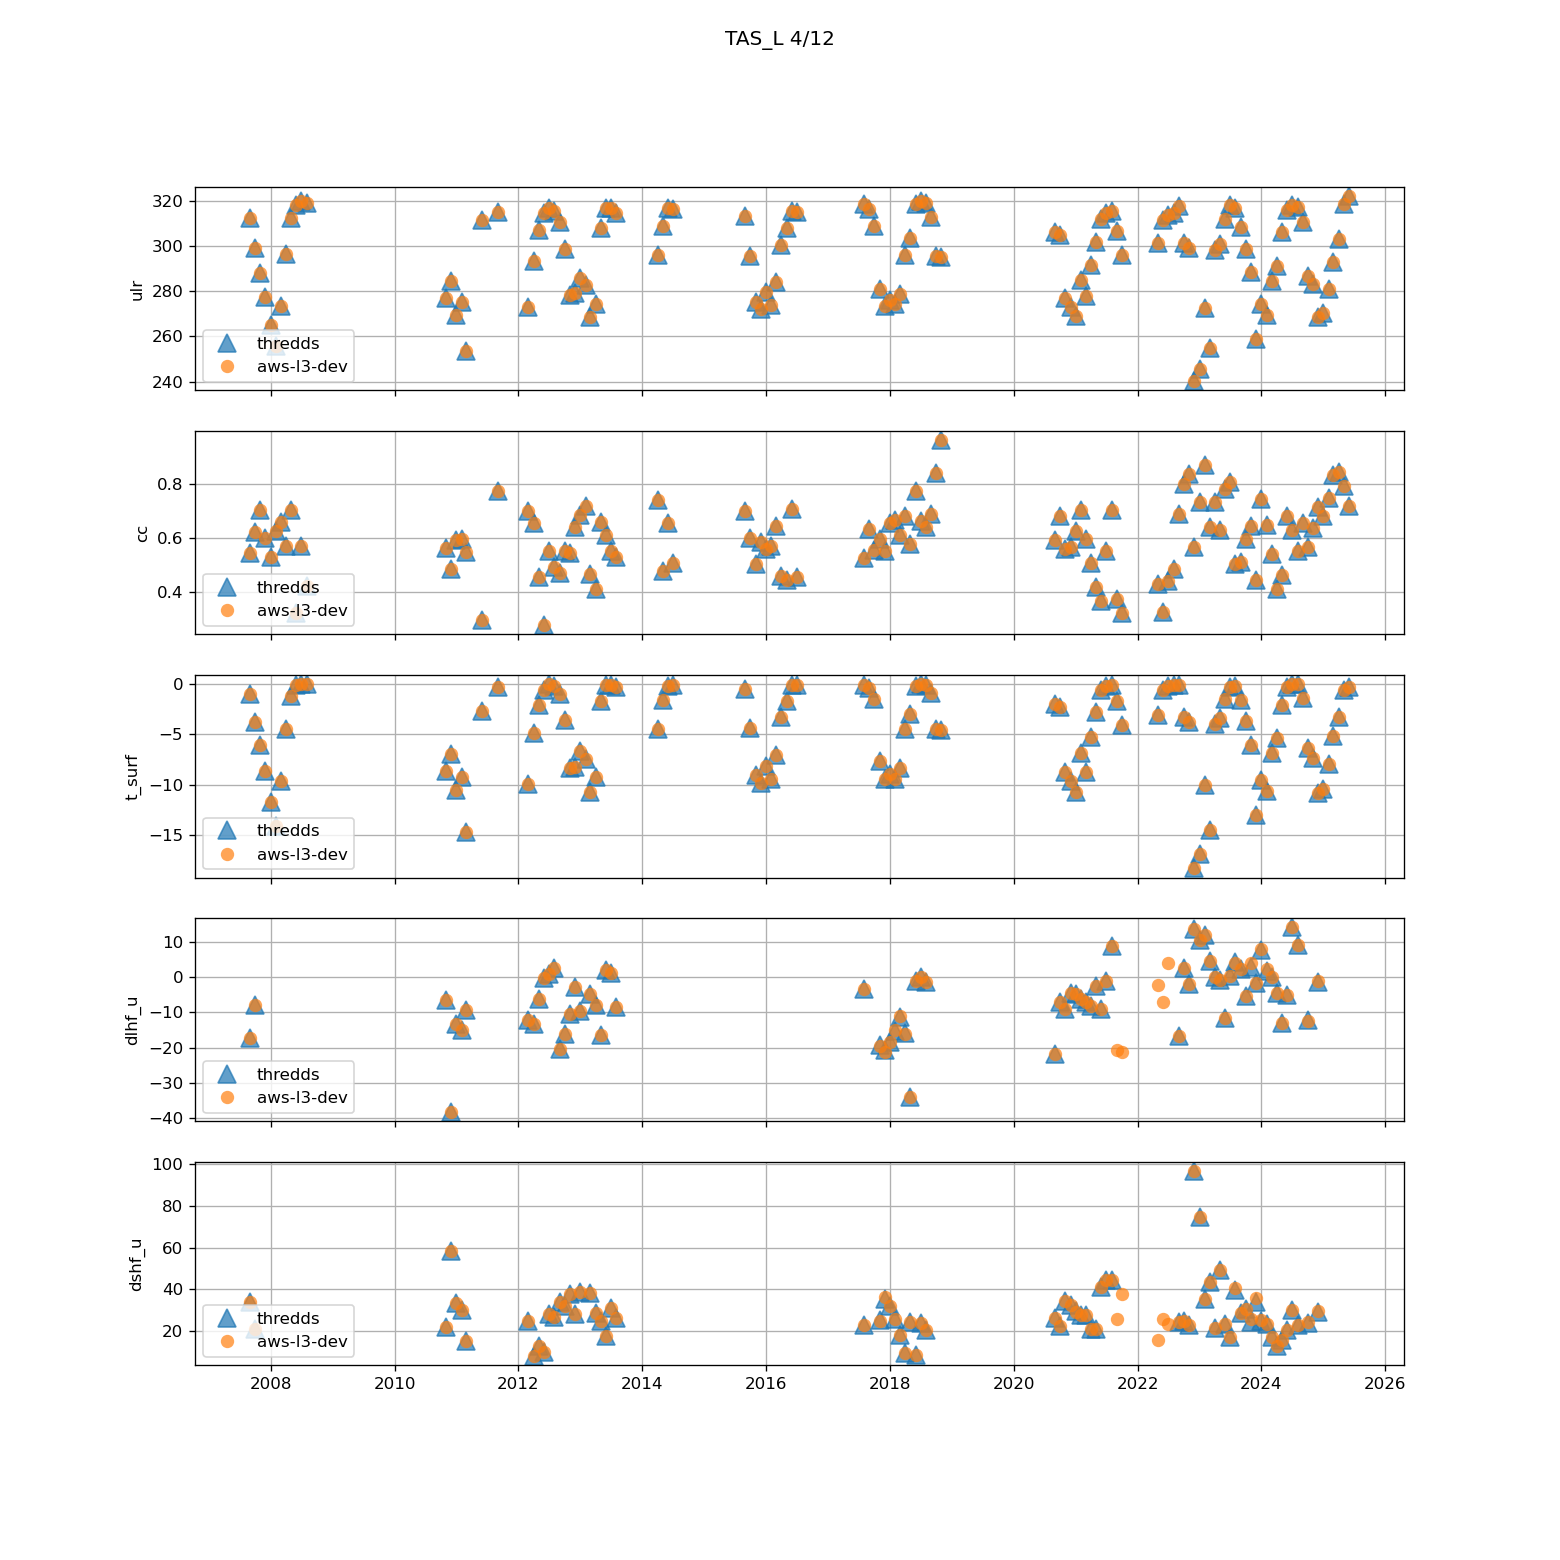 TAS_L 4/12
ulr
320
300
280
260
240
thredds
aws-l3-dev
cc
0.8
0.6
0.4
thredds
aws-l3-dev
t_surf
0
−5
−10
−15
thredds
aws-l3-dev
dlhf_u
10
0
−10
−20
−30
−40
thredds
aws-l3-dev
dshf_u
100
80
60
40
20
thredds
aws-l3-dev
2008 2010 2012 2014 2016 2018 2020 2022 2024 2026